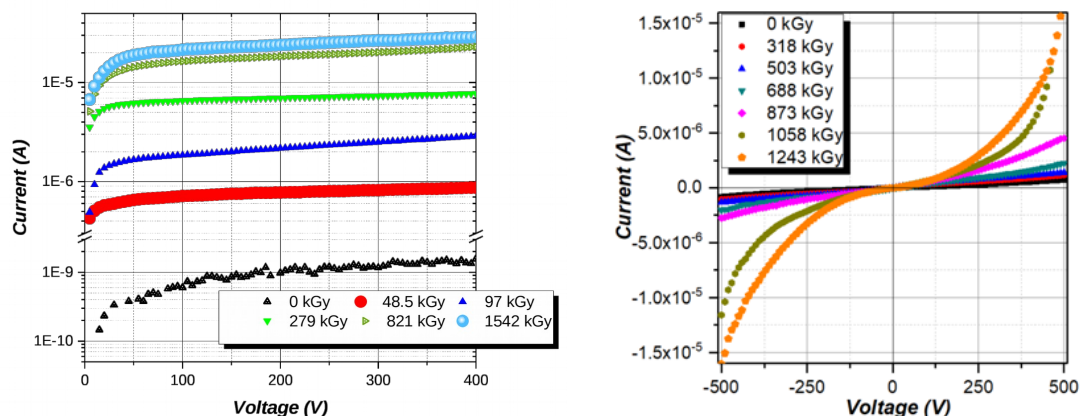 1E-5
1E-6
1E-9
1E-10
Current (A)
0 kGy 48.5 kGy 97 kGy
279 kGy 821 kGy 1542 kGy
0 100 200 300 400
Voltage (V)
1.5x10⁻⁵
1.0x10⁻⁵
5.0x10⁻⁶
0.0
-5.0x10⁻⁶
-1.0x10⁻⁵
-1.5x10⁻⁵
Current (A)
0 kGy
318 kGy
503 kGy
688 kGy
873 kGy
1058 kGy
1243 kGy
-500 -250 0 250 500
Voltage (V)